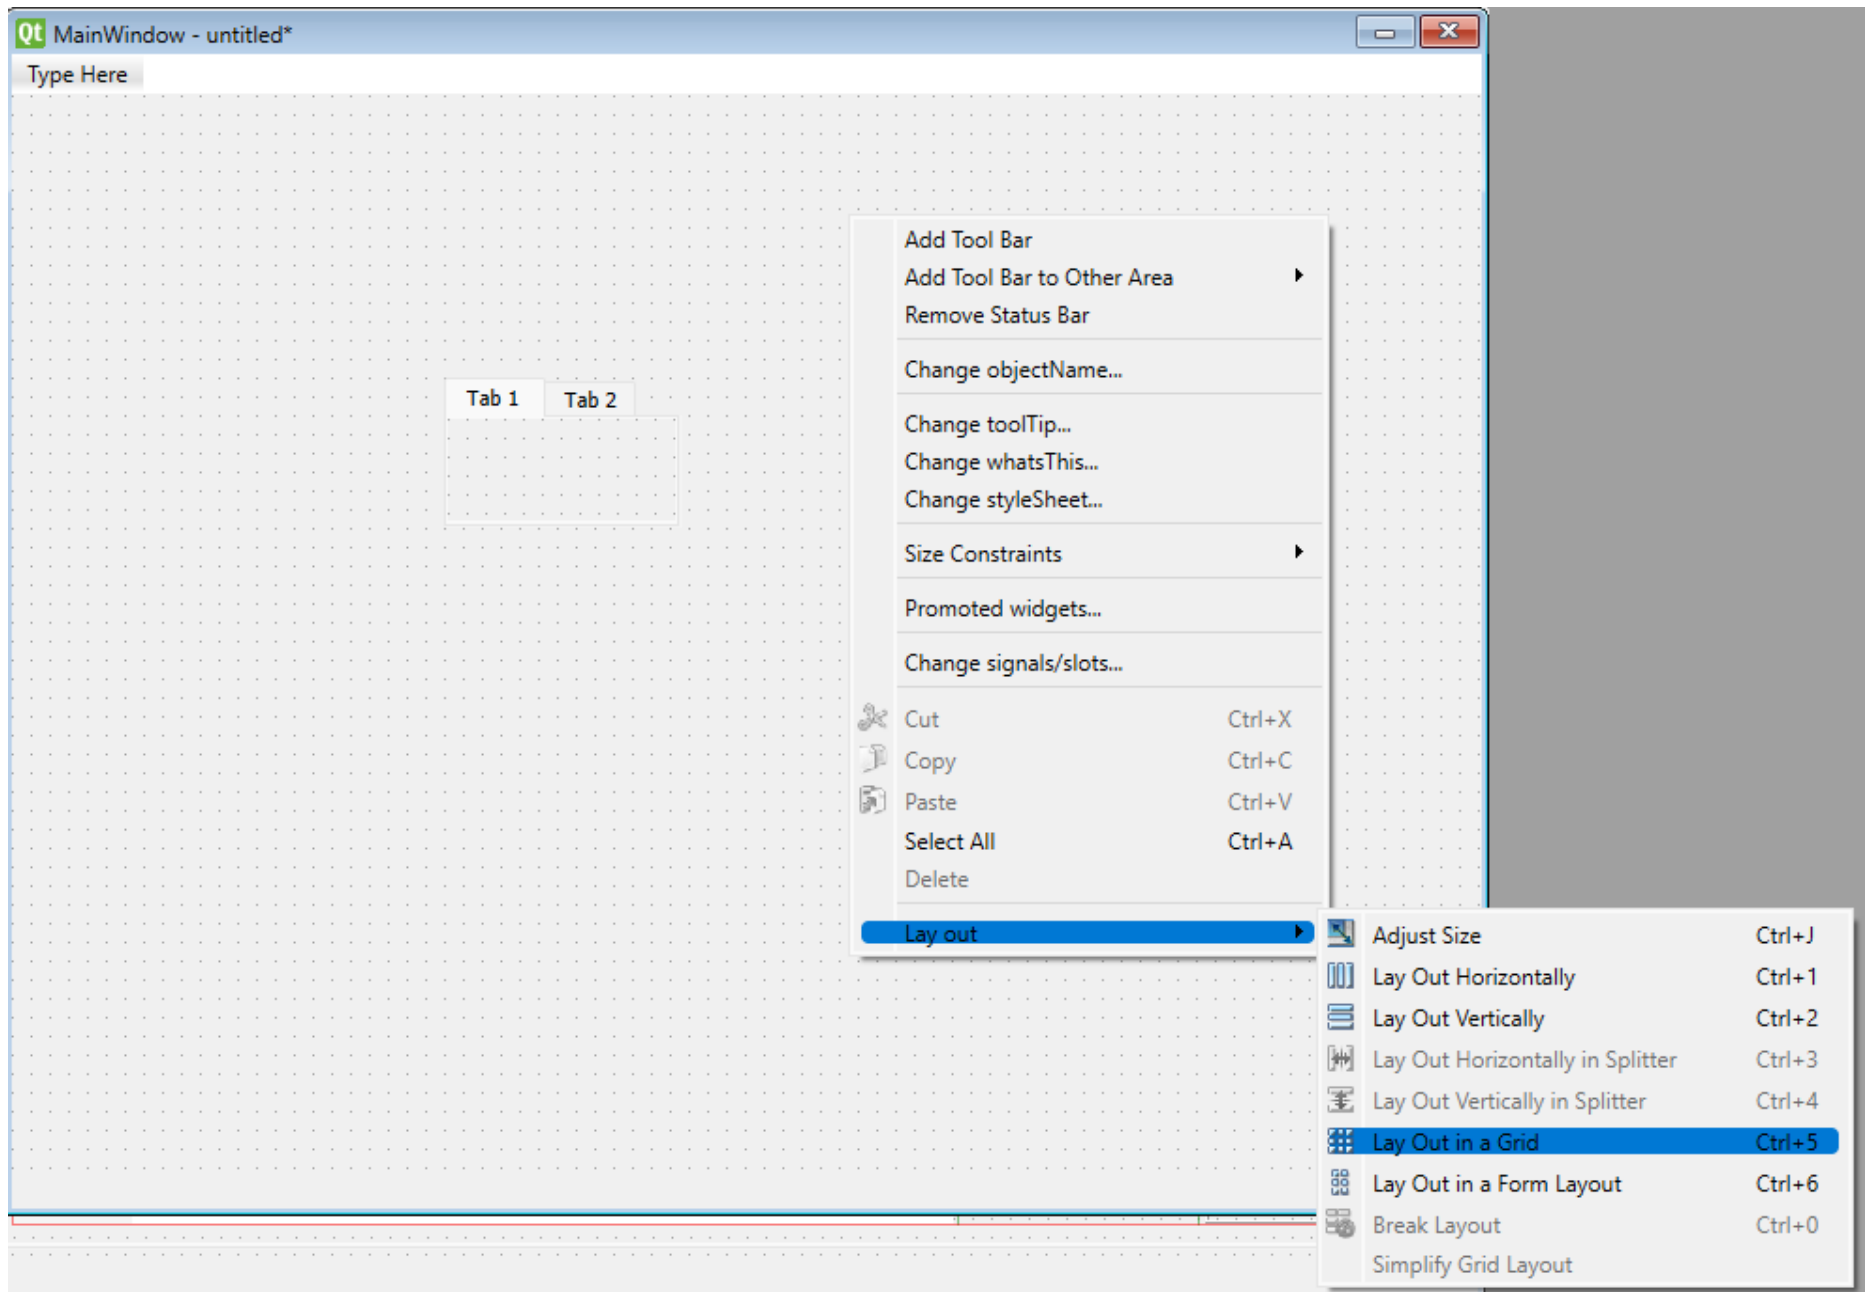 Qt MainWindow - untitled*
Type Here
Tab 1 Tab 2
Add Tool Bar
Add Tool Bar to Other Area
Remove Status Bar
Change objectName...
Change toolTip...
Change whatsThis...
Change styleSheet...
Size Constraints
Promoted widgets...
Change signals/slots...
Cut Ctrl+X
Copy Ctrl+C
Paste Ctrl+V
Select All Ctrl+A
Delete
Lay out
Adjust Size Ctrl+J
Lay Out Horizontally Ctrl+1
Lay Out Vertically Ctrl+2
Lay Out Horizontally in Splitter Ctrl+3
Lay Out Vertically in Splitter Ctrl+4
Lay Out in a Grid Ctrl+5
Lay Out in a Form Layout Ctrl+6
Break Layout Ctrl+0
Simplify Grid Layout